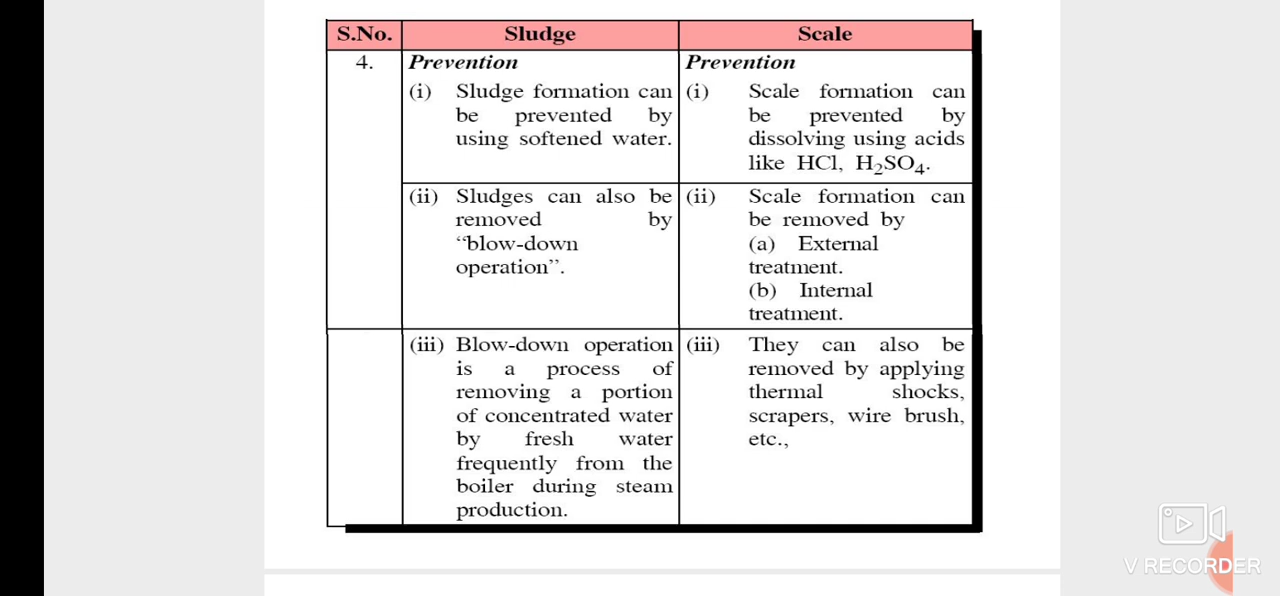 S.No. Sludge Scale
4. Prevention
(i) Sludge formation can
be prevented by
using softened water.
Prevention
(i) Scale formation can
be prevented by
dissolving using acids
like HCl, H₂SO₄.
(ii) Sludges can also be
removed by
“blow-down
operation”.
(ii) Scale formation can
be removed by
(a) External
treatment.
(b) Internal
treatment.
(iii) Blow-down operation
is a process of
removing a portion
of concentrated water
by fresh water
frequently from the
boiler during steam
production.
(iii) They can also be
removed by applying
thermal shocks,
scrapers, wire brush,
etc.,
V RECORDER